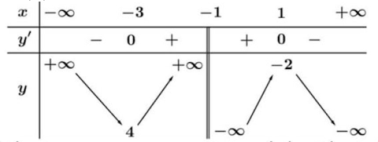 x −∞ −3 −1 1 +∞
y′ − 0 + + 0 −
+∞ +∞ −2
y
4 −∞ −∞